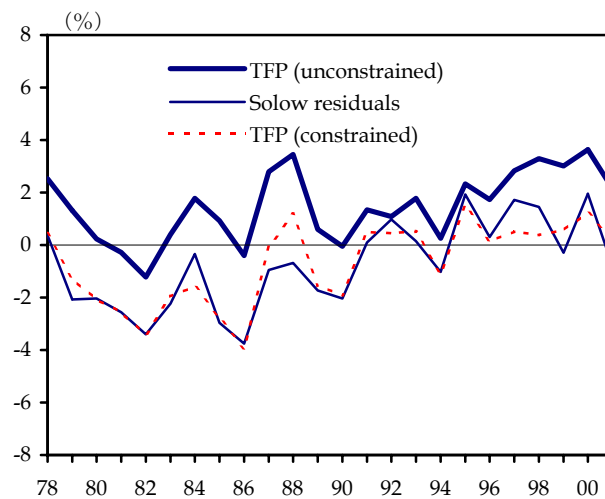 (%)
8
6
4
2
0
-2
-4
-6
-8
TFP (unconstrained)
Solow residuals
TFP (constrained)
78 80 82 84 86 88 90 92 94 96 98 00